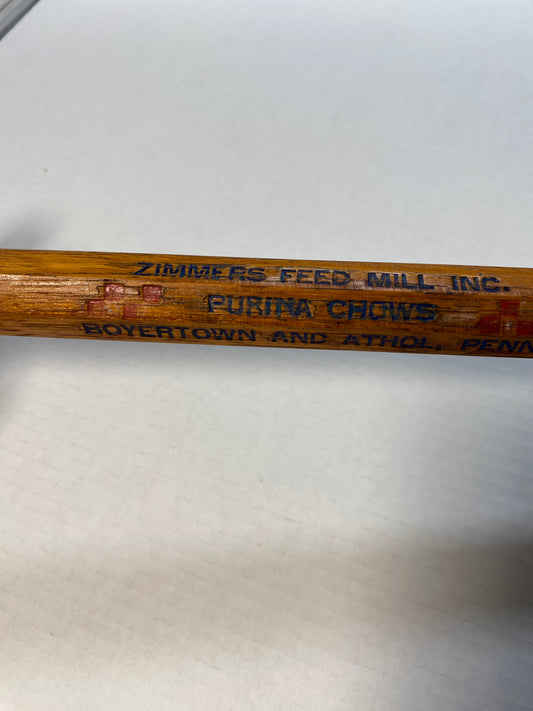 ZIMMERS FEED MILL INC.
PURINA CHOWS
BOYERTOWN AND ATHOL, PENN